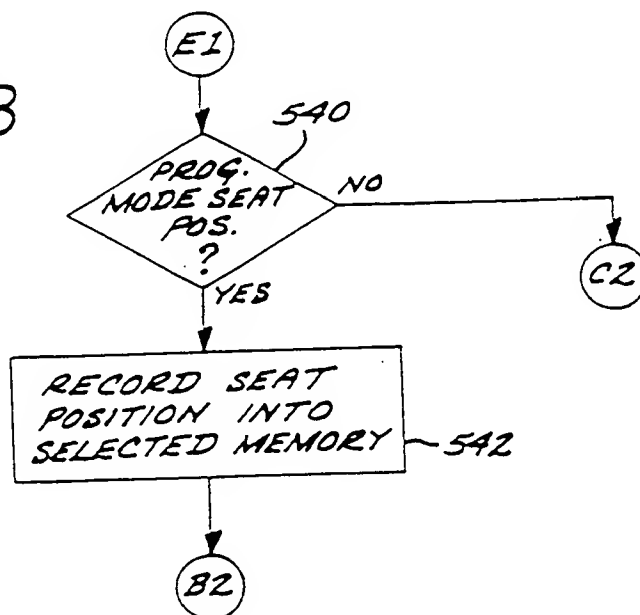 E1
B
540
PROG.
MODE SEAT
POS.
?
NO
C2
YES
RECORD SEAT
POSITION INTO
SELECTED MEMORY
542
B2